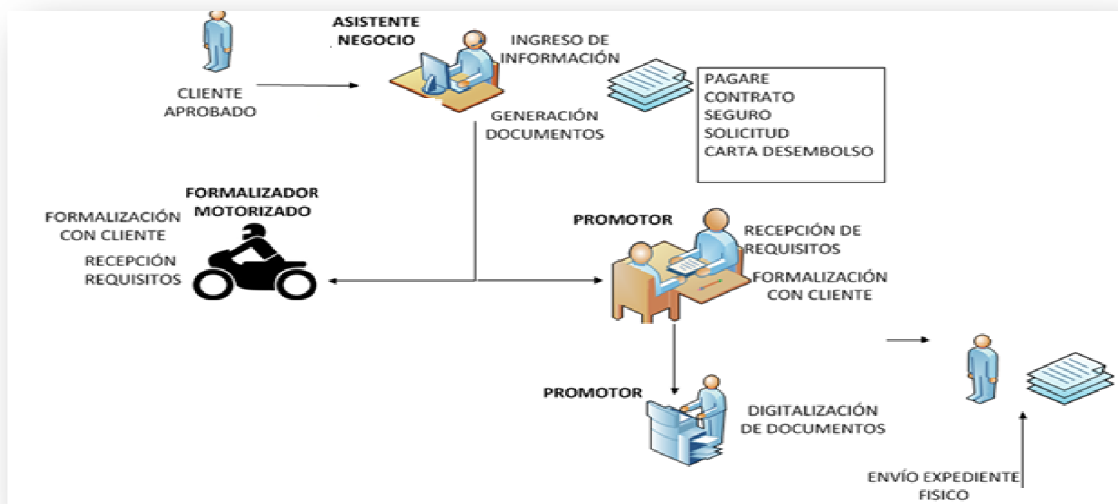 ASISTENTE
NEGOCIO
INGRESO DE
INFORMACIÓN
CLIENTE
APROBADO
GENERACIÓN
DOCUMENTOS
PAGARE
CONTRATO
SEGURO
SOLICITUD
CARTA DESEMBOLSO
FORMALIZADOR
MOTORIZADO
FORMALIZACIÓN
CON CLIENTE
RECEPCIÓN
REQUISITOS
PROMOTOR
RECEPCIÓN DE
REQUISITOS
FORMALIZACIÓN
CON CLIENTE
PROMOTOR
DIGITALIZACIÓN
DE DOCUMENTOS
ENVÍO EXPEDIENTE
FISICO